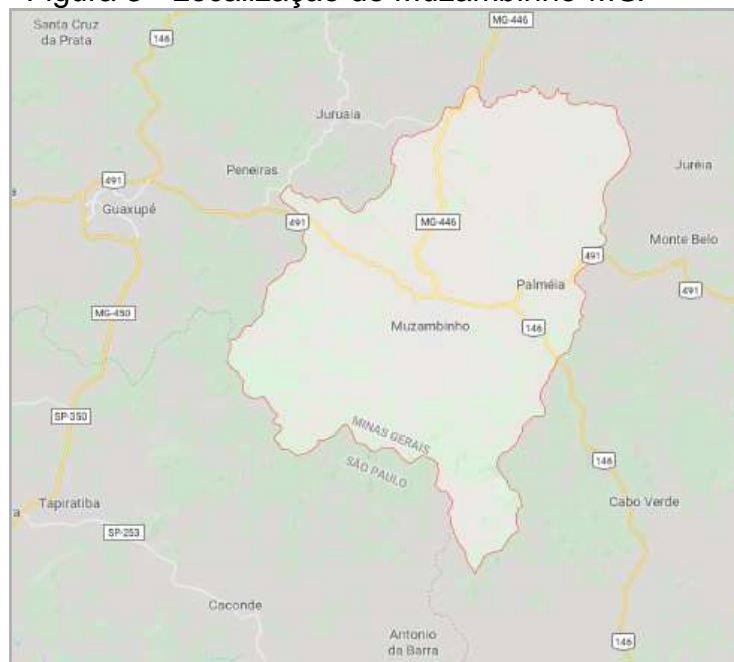 Santa Cruz
da Prata
146
MG-446
Juruaia
Peneiras
Juréia
491
Guaxupé
491
MG-446
Monte Belo
491
Palméia
491
MG-450
Muzambinho
146
SP-350
MINAS GERAIS
SÃO PAULO
146
Cabo Verde
Tapiratiba
SP-253
Caconde
Antonio
da Barra
146